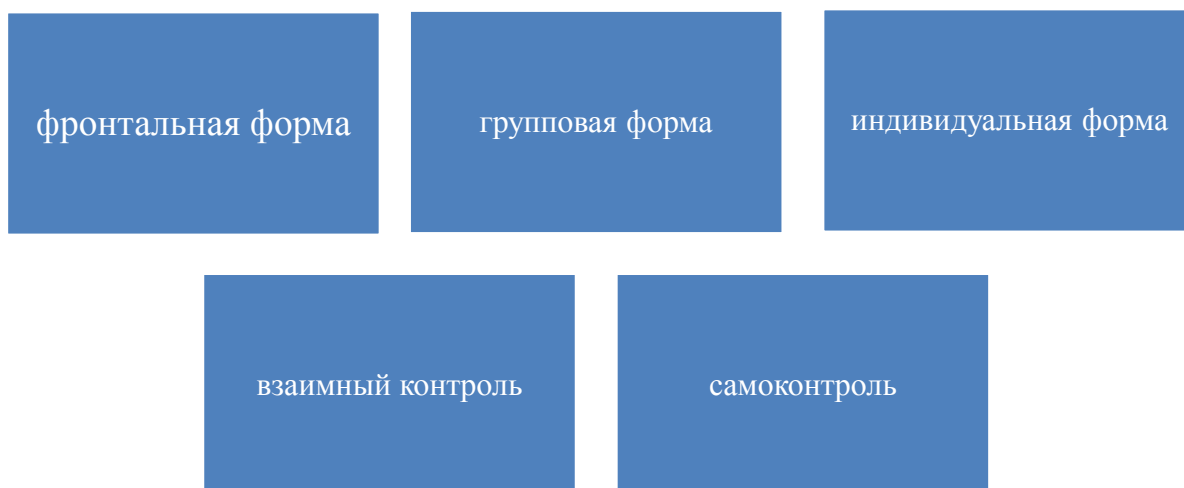 фронтальная форма
групповая форма
индивидуальная форма
взаимный контроль
самоконтроль